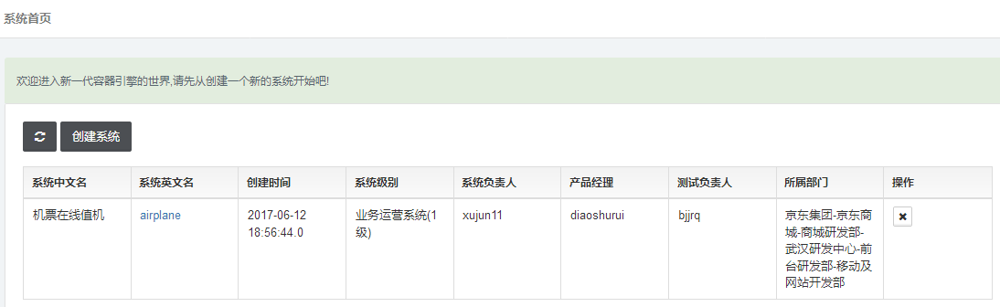 系统首页
欢迎进入新一代容器引擎的世界,请先从创建一个新的系统开始吧!
创建系统
系统中文名 系统英文名 创建时间 系统级别 系统负责人 产品经理 测试负责人 所属部门 操作
机票在线值机 airplane 2017-06-12 业务运营系统(1 xujun11 diaoshurui bjjrq 京东集团-京东商
18:56:44.0 级) 城-商城研发部-
武汉研发中心-前
台研发部-移动及
网站开发部